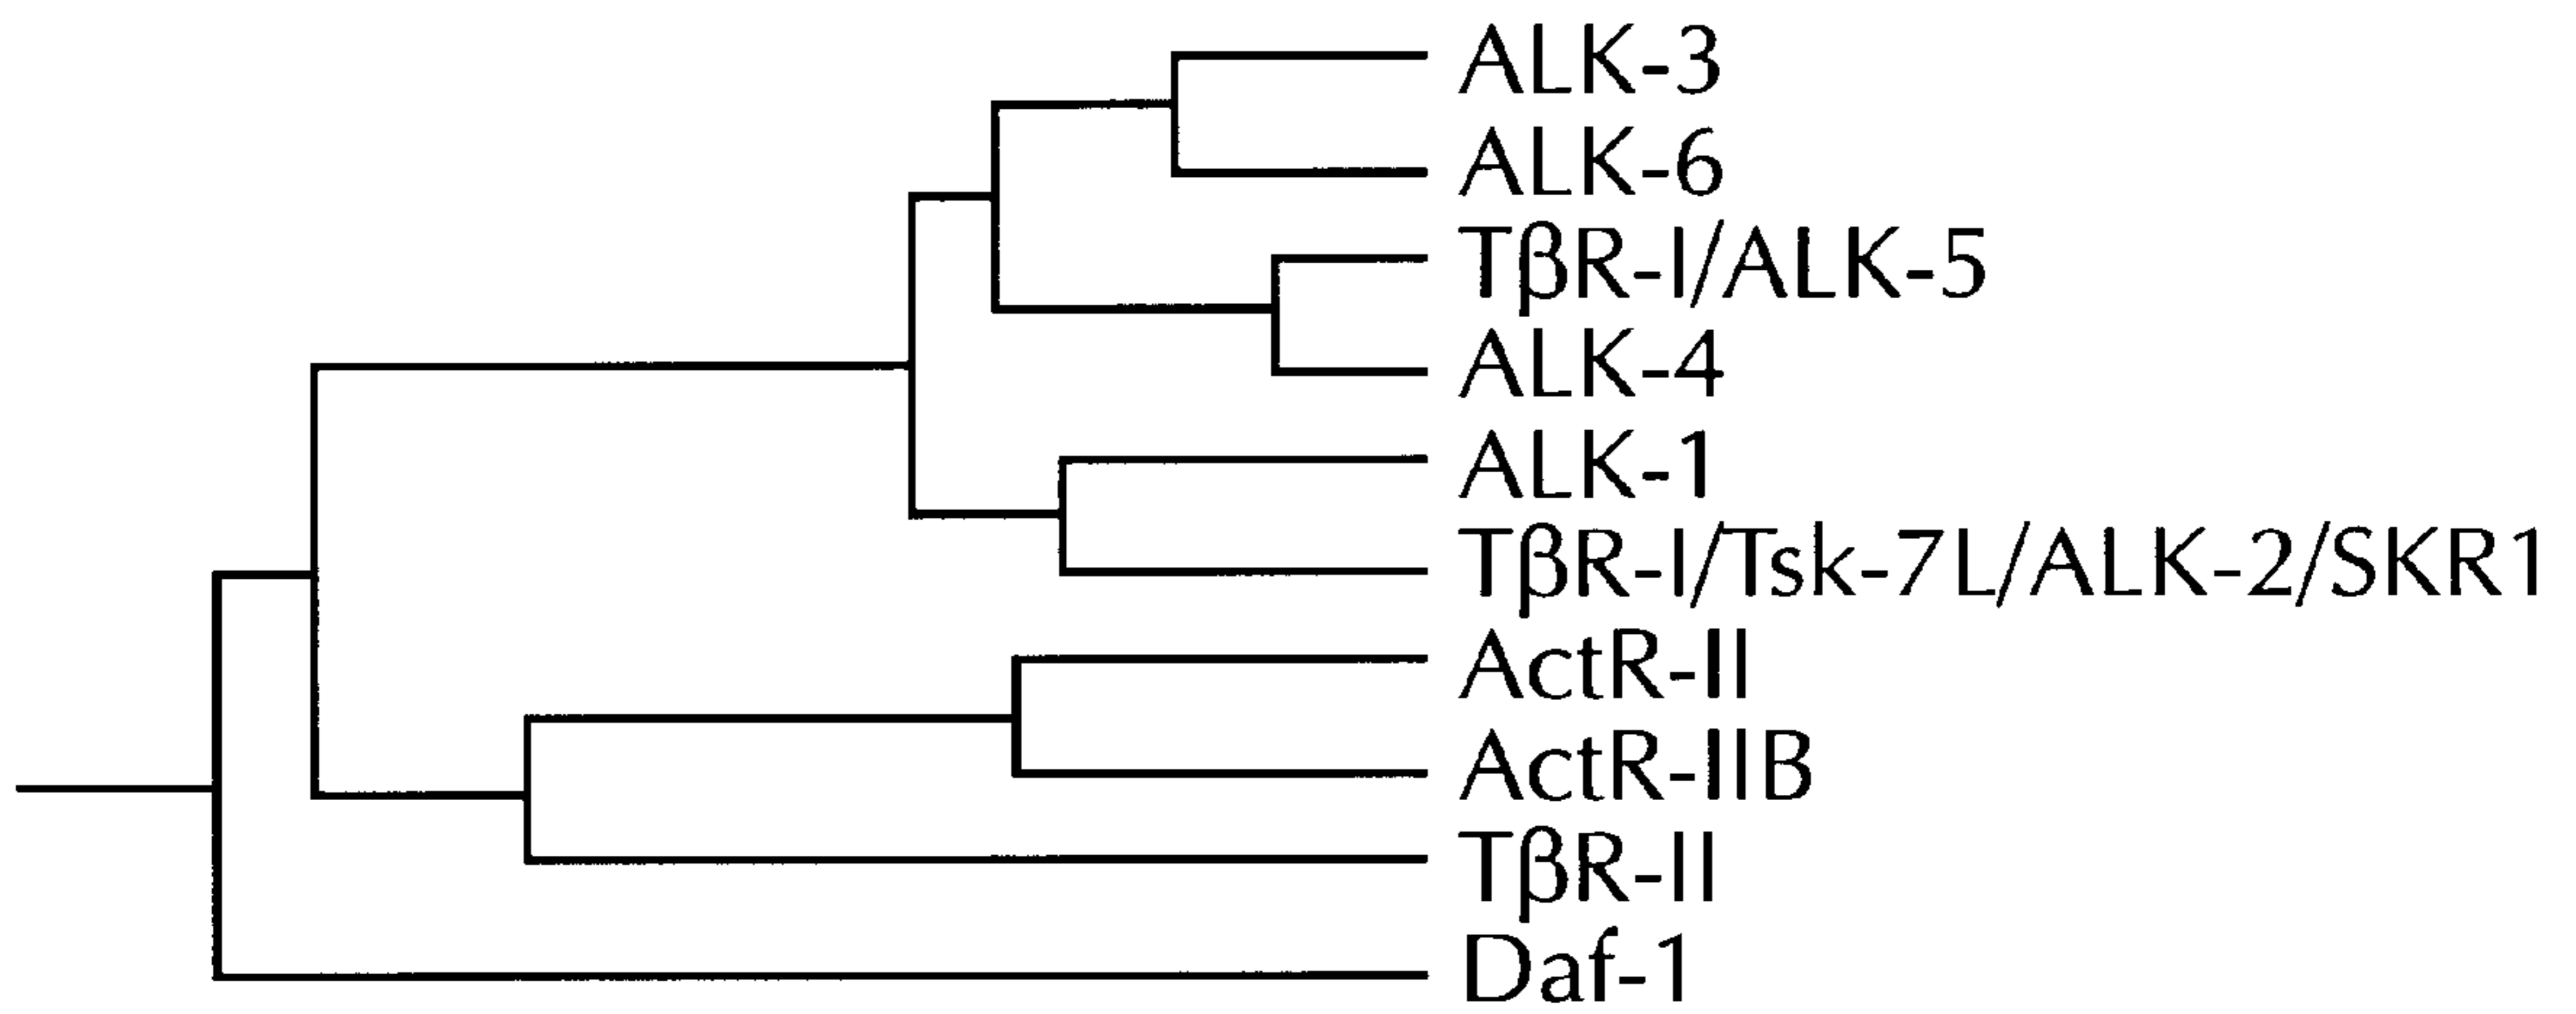 ALK-3
ALK-6
TβR-I/ALK-5
ALK-4
ALK-1
TβR-I/Tsk-7L/ALK-2/SKR1
ActR-II
ActR-IIB
TβR-II
Daf-1